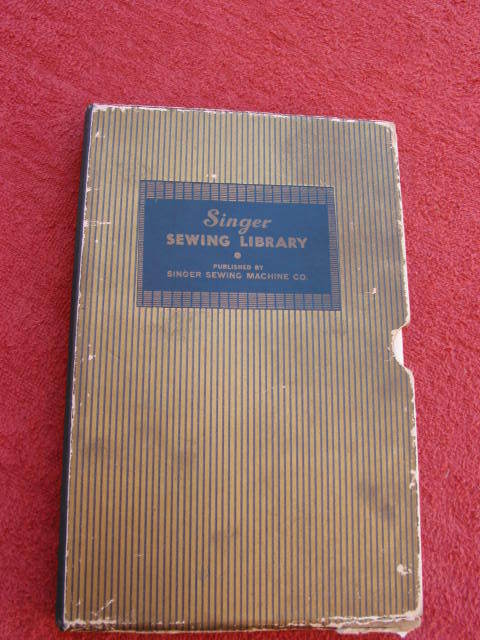 Singer
SEWING LIBRARY
PUBLISHED BY
SINGER SEWING MACHINE CO.